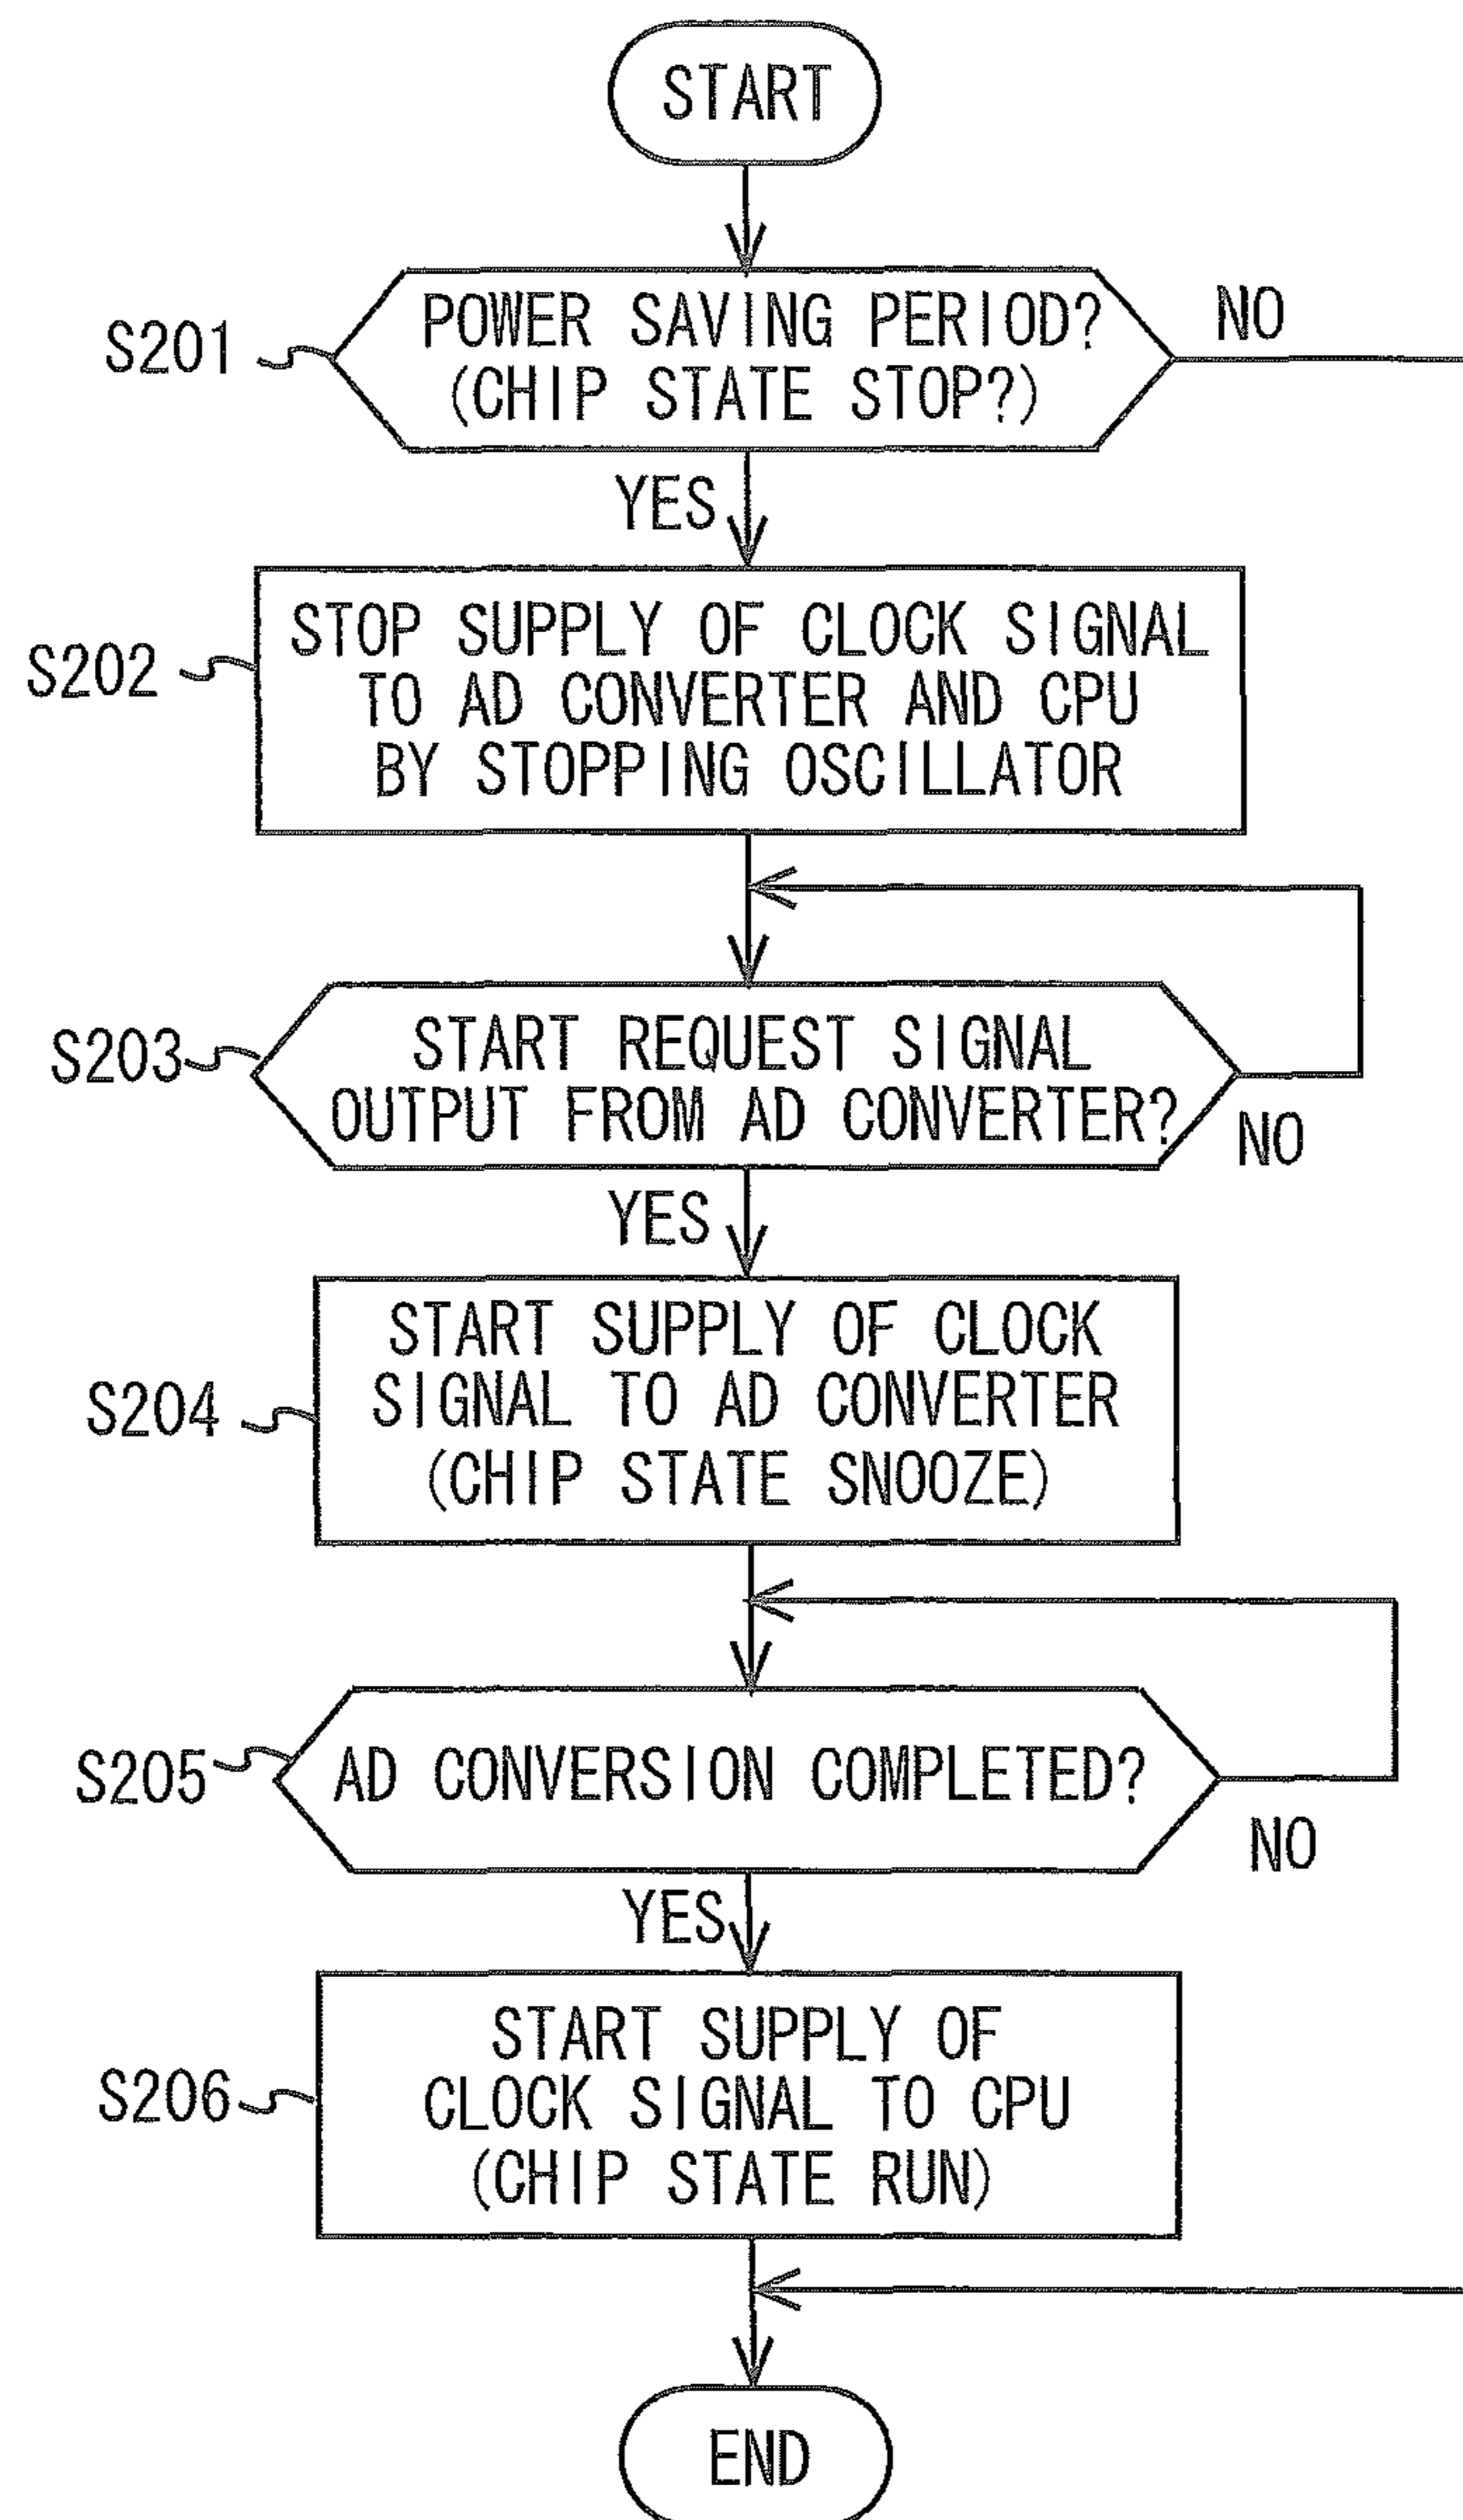 START
POWER SAVING PERIOD?
(CHIP STATE STOP?)
NO
S201
YES
STOP SUPPLY OF CLOCK SIGNAL
TO AD CONVERTER AND CPU
BY STOPPING OSCILLATOR
S202
START REQUEST SIGNAL
OUTPUT FROM AD CONVERTER?
S203
NO
YES
START SUPPLY OF CLOCK
SIGNAL TO AD CONVERTER
(CHIP STATE SNOOZE)
S204
AD CONVERSION COMPLETED?
S205
NO
YES
START SUPPLY OF
CLOCK SIGNAL TO CPU
(CHIP STATE RUN)
S206
END